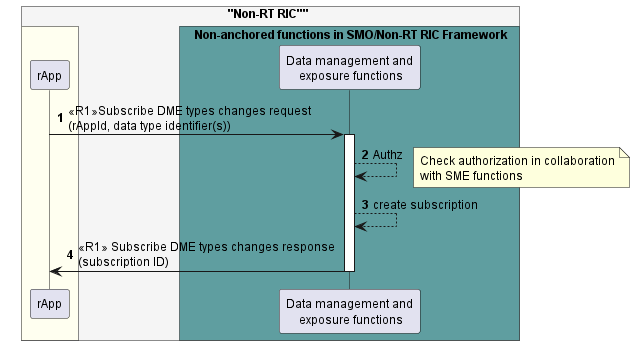 "Non-RT RIC""
Non-anchored functions in SMO/Non-RT RIC Framework
rApp
Data management and
exposure functions
1 «R1»Subscribe DME types changes request
(rAppId, data type identifier(s))
2 Authz
Check authorization in collaboration
with SME functions
3 create subscription
4 «R1» Subscribe DME types changes response
(subscription ID)
rApp
Data management and
exposure functions